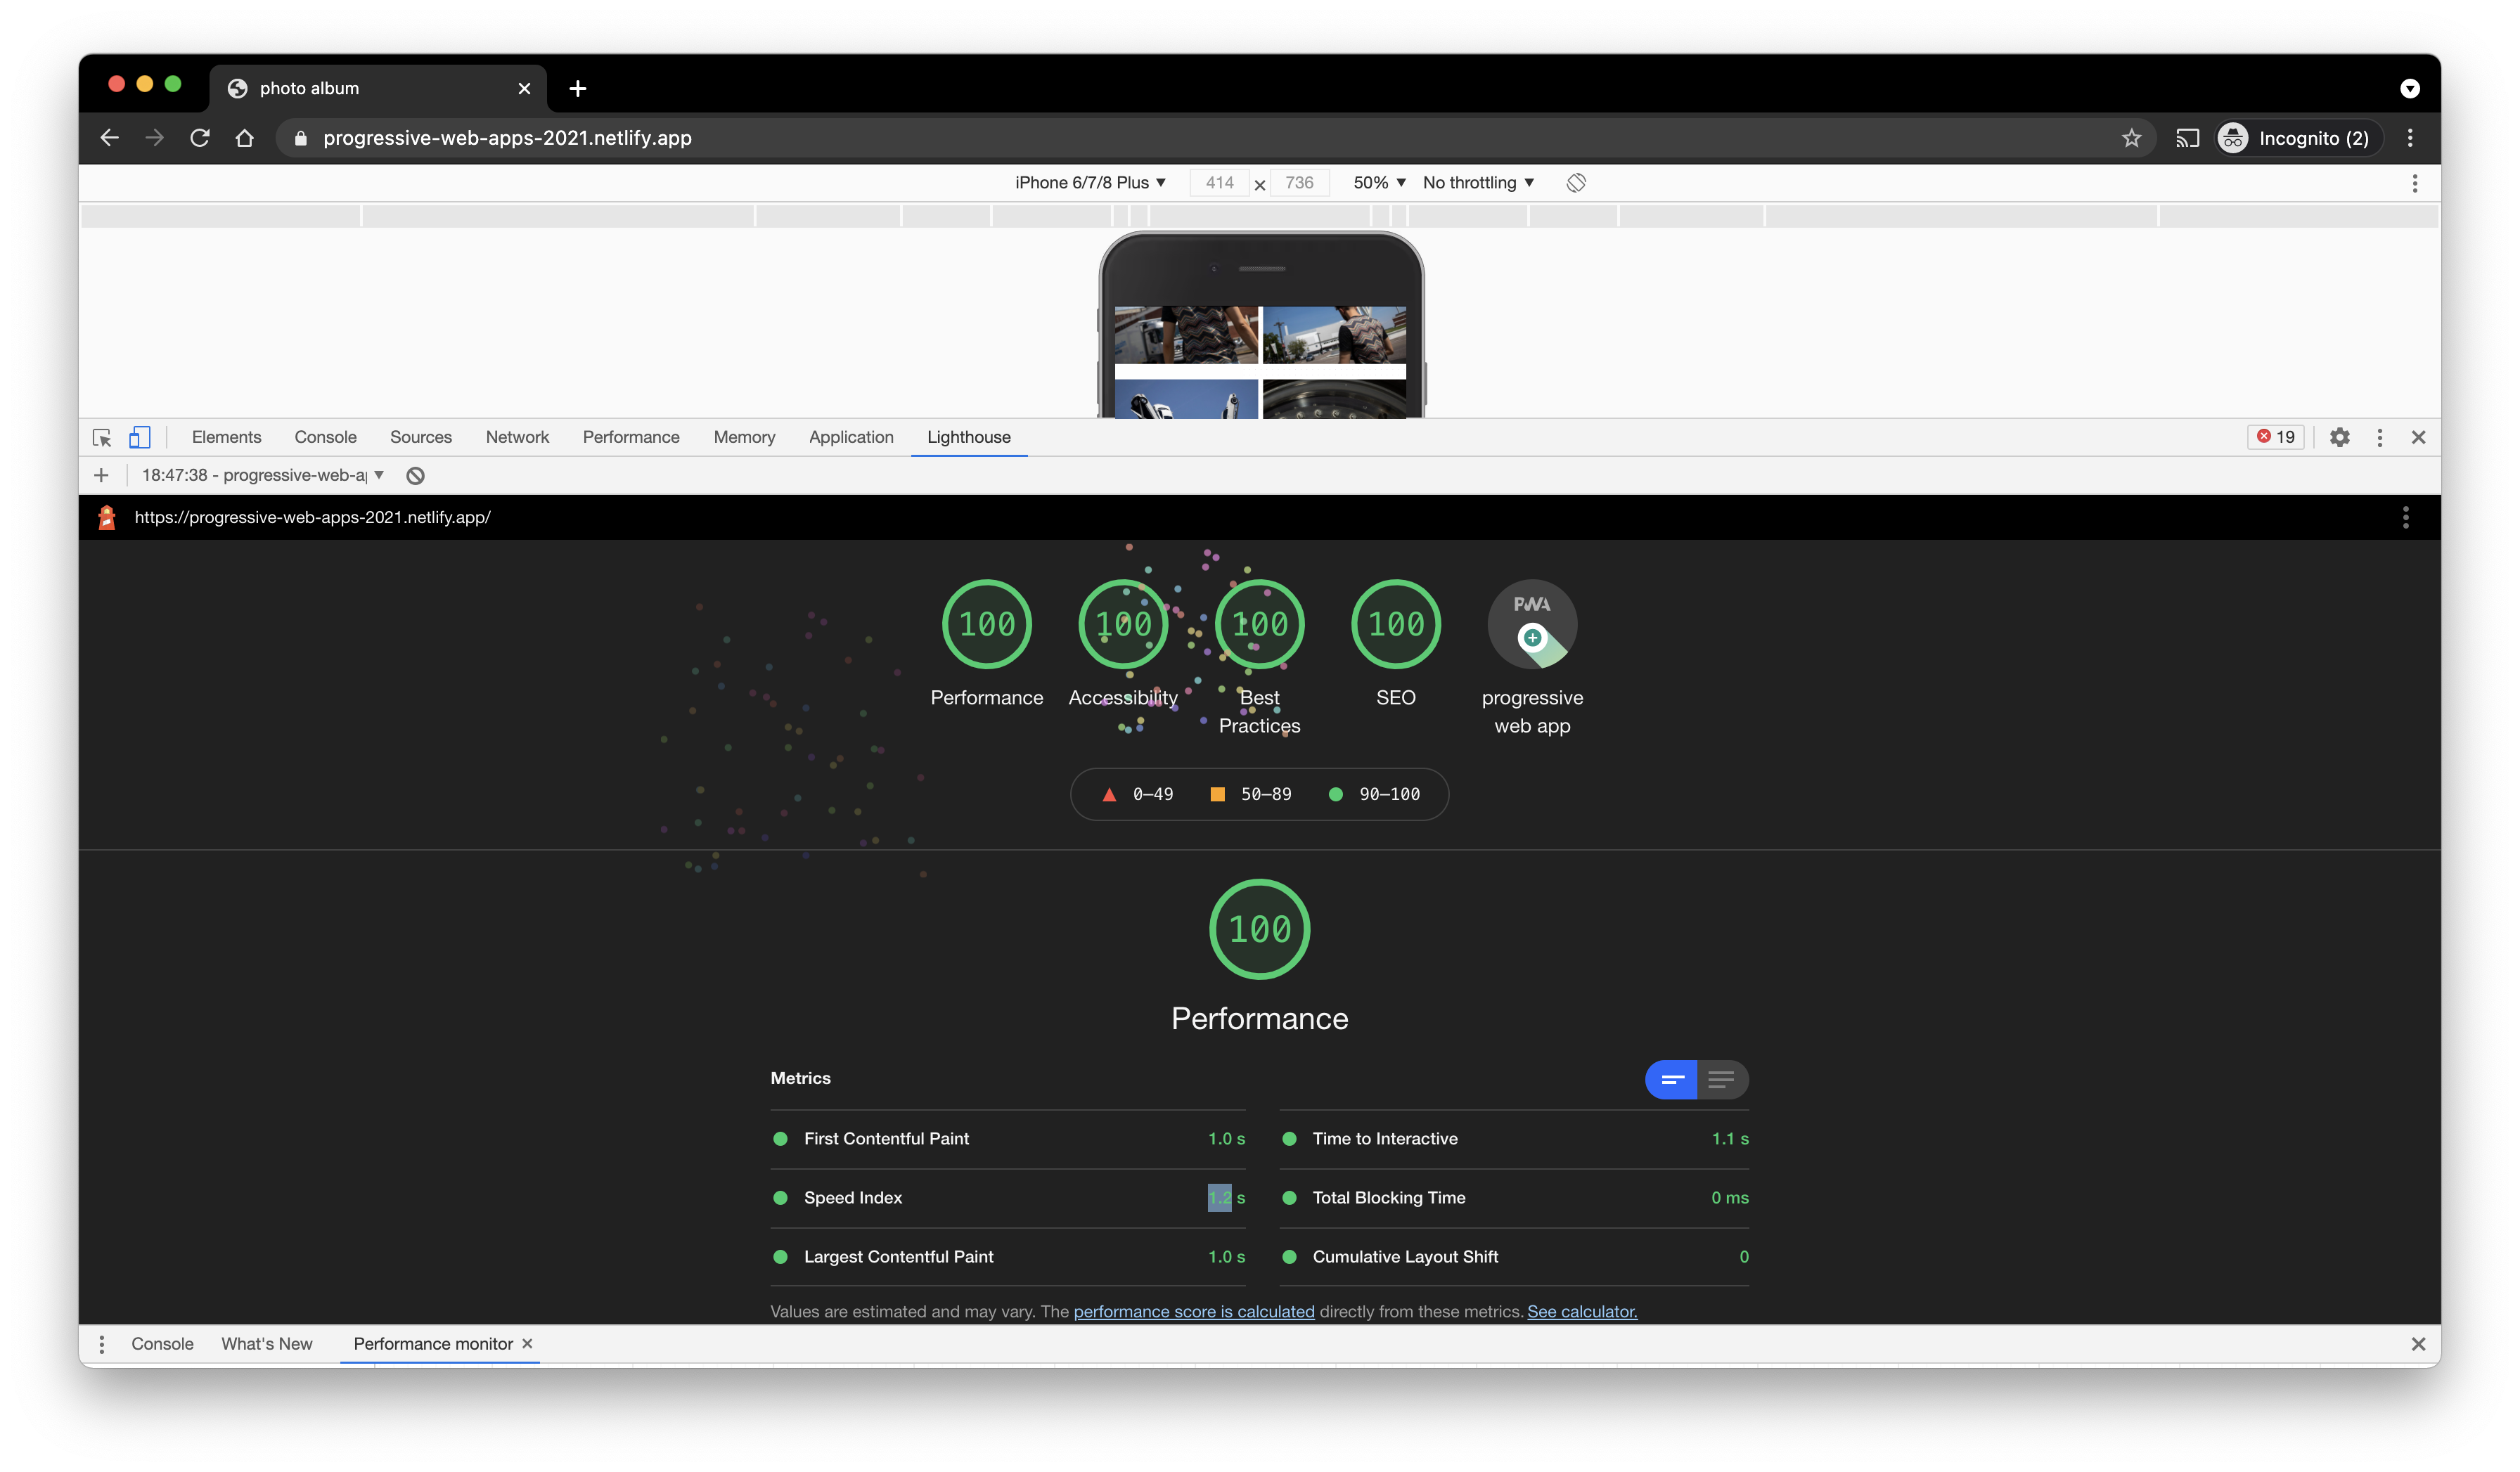 photo album
progressive-web-apps-2021.netlify.app
Incognito (2)
iPhone 6/7/8 Plus 414 × 736 50% No throttling
Elements Console Sources Network Performance Memory Application Lighthouse 19
18:47:38 - progressive-web-a
https://progressive-web-apps-2021.netlify.app/
100 100 100 100 PWA
Performance Accessibility Best Practices SEO progressive web app
0–49 50–89 90–100
100
Performance
Metrics
First Contentful Paint 1.0 s
Time to Interactive 1.1 s
Speed Index 1.2 s
Total Blocking Time 0 ms
Largest Contentful Paint 1.0 s
Cumulative Layout Shift 0
Values are estimated and may vary. The performance score is calculated directly from these metrics. See calculator.
Console What's New Performance monitor